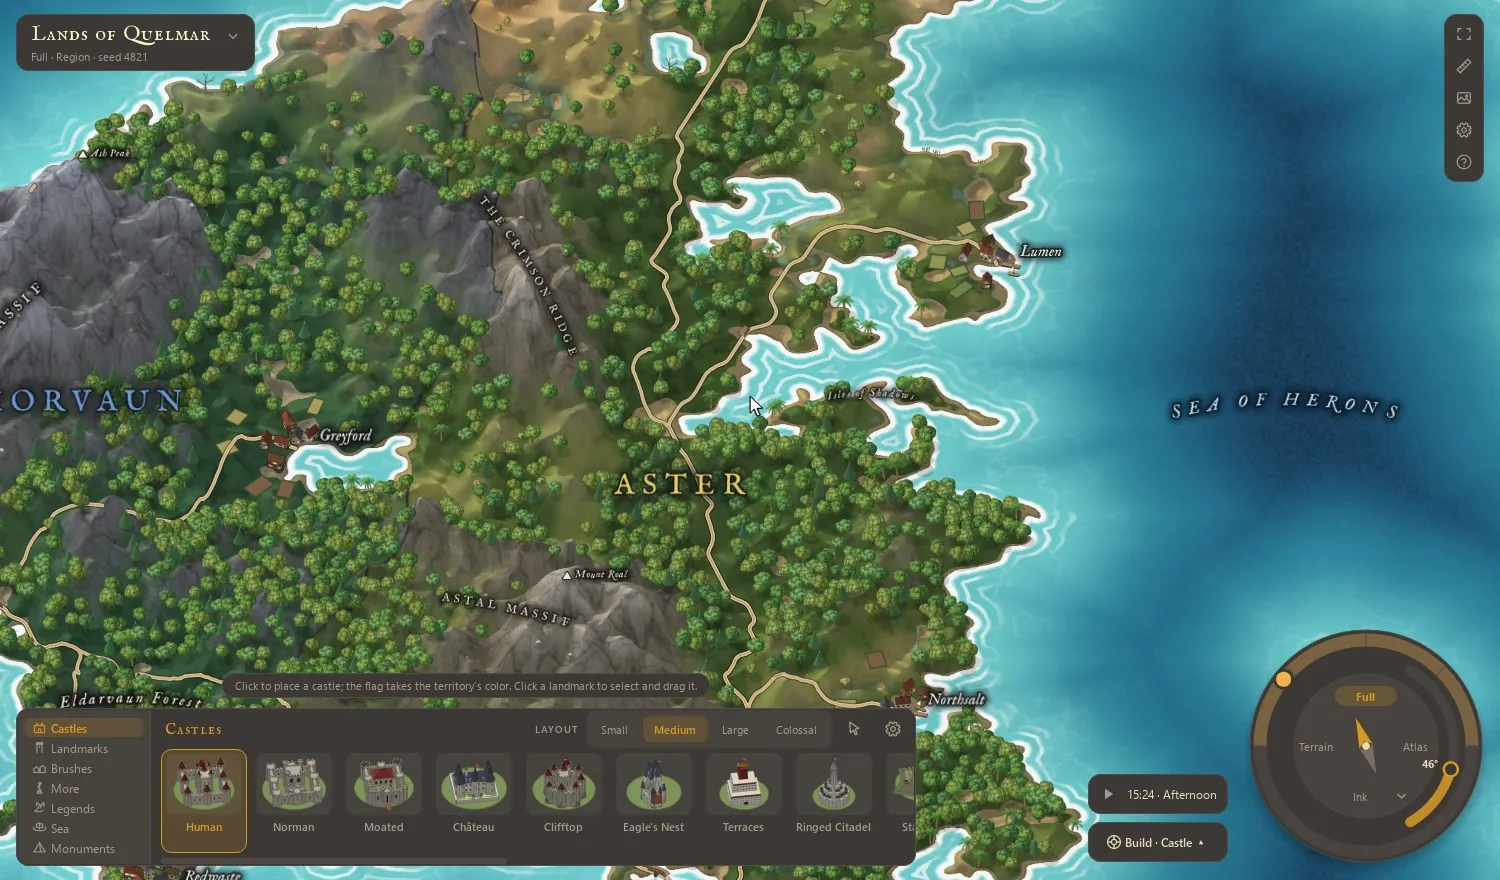 Lands of Quelmar
Full · Region · seed 4821
Ash Peak
THE CRIMSON RIDGE
Lumen
ASSIF
ORVAUN
Isles of Shadows
SEA OF HERONS
Greyford
ASTER
Mount Roal
ASTAL MASSIF
Eldarvaun Forest
Northsalt
Redwaste
Click to place a castle; the flag takes the territory's color. Click a landmark to select and drag it.
Castles
Landmarks
Brushes
More
Legends
Sea
Monuments
Castles
LAYOUT
Small
Medium
Large
Colossal
Human
Norman
Moated
Château
Clifftop
Eagle's Nest
Terraces
Ringed Citadel
Sta
15:24 · Afternoon
Build · Castle
Full
Terrain
Atlas
46°
Ink